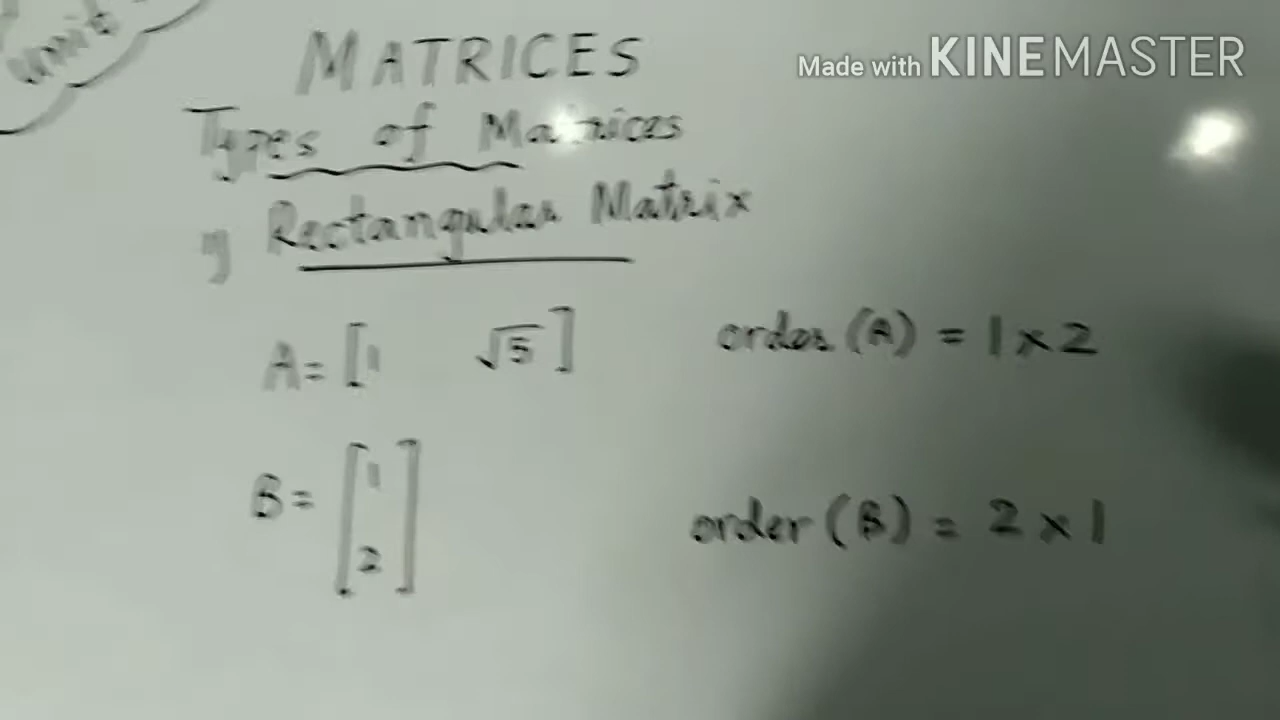 unit
Made with KINEMASTER
MATRICES
Types of Matrices
Rectangular Matrix
A = [1 √5] order (A) = 1 x 2
B = [1
2] order (B) = 2 x 1